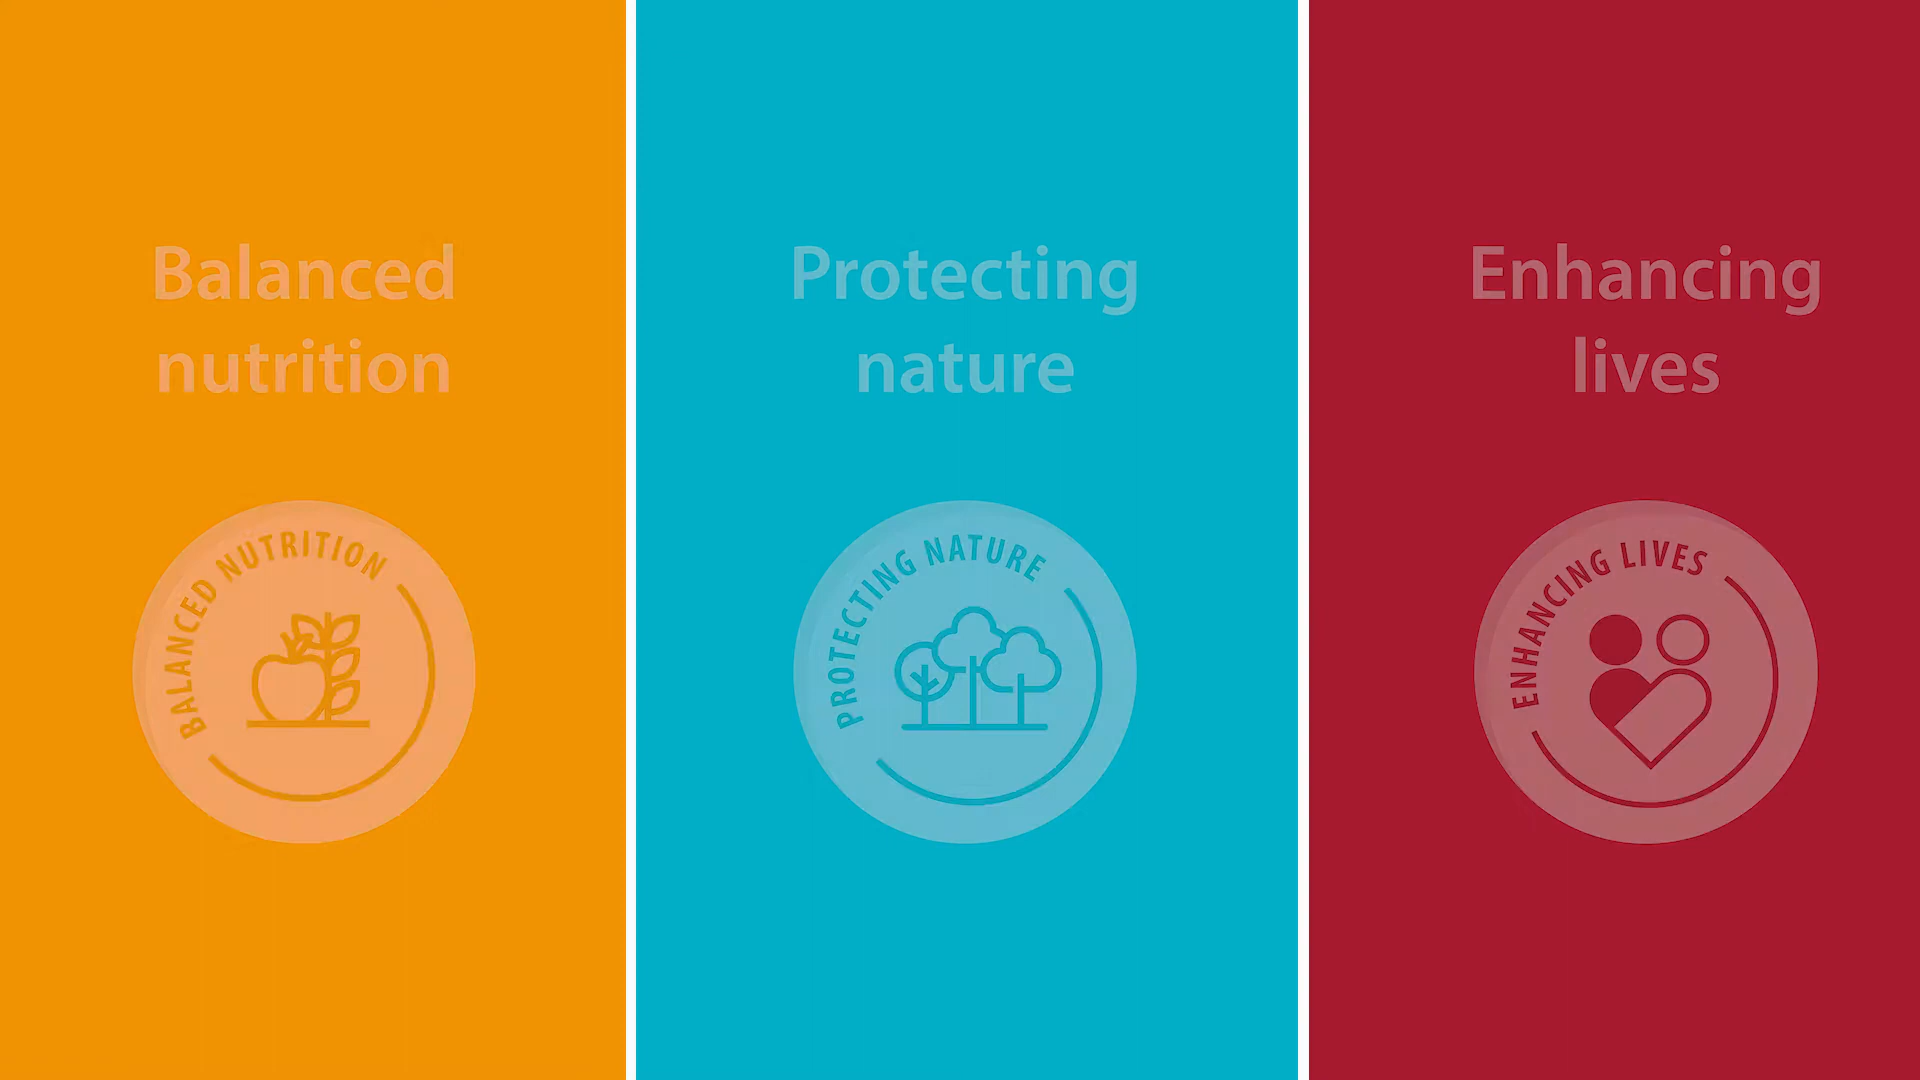 Balanced
nutrition
BALANCED NUTRITION
Protecting
nature
PROTECTING NATURE
Enhancing
lives
ENHANCING LIVES